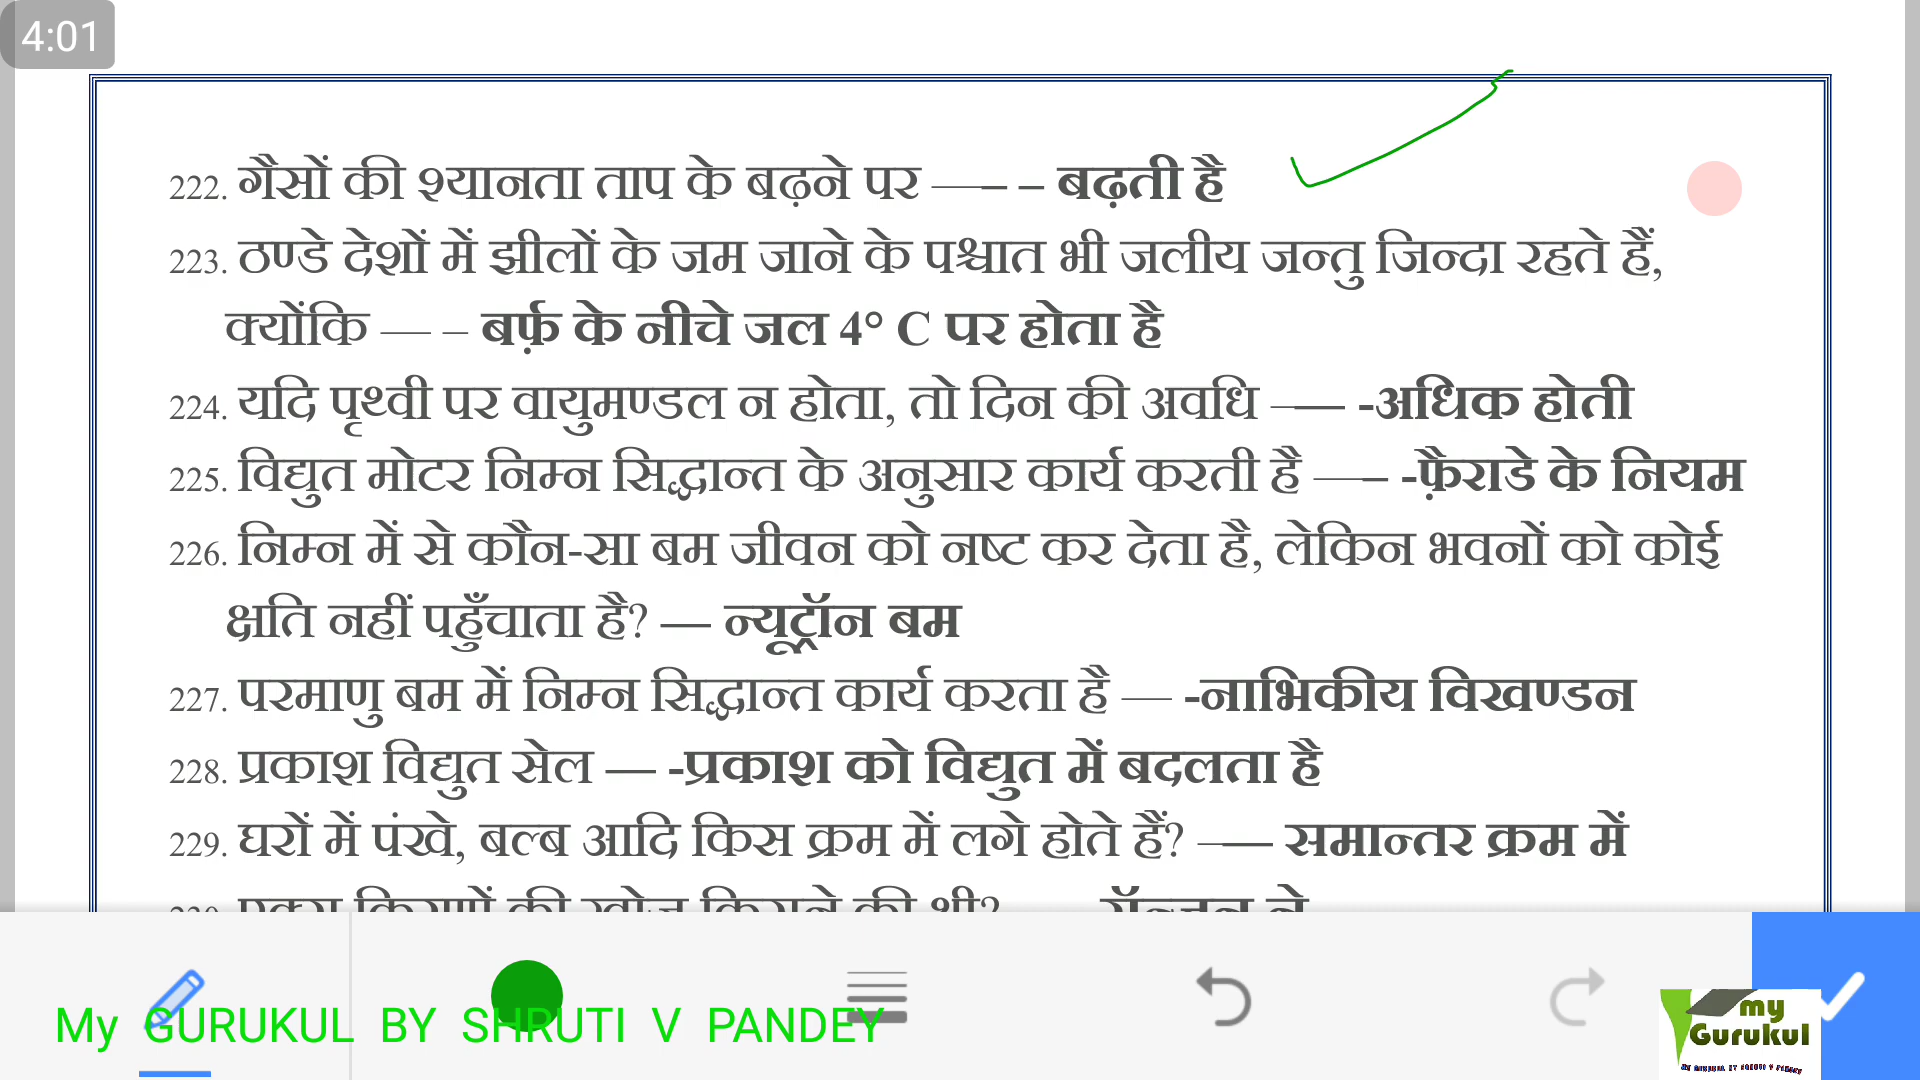 4:01
222. गैसों की श्यानता ताप के बढ़ने पर —– – बढ़ती है
223. ठण्डे देशों में झीलों के जम जाने के पश्चात भी जलीय जन्तु जिन्दा रहते हैं,
क्योंकि — – बर्फ़ के नीचे जल 4° C पर होता है
224. यदि पृथ्वी पर वायुमण्डल न होता, तो दिन की अवधि —– -अधिक होती
225. विद्युत मोटर निम्न सिद्धान्त के अनुसार कार्य करती है —– -फ़ैराडे के नियम
226. निम्न में से कौन-सा बम जीवन को नष्ट कर देता है, लेकिन भवनों को कोई
क्षति नहीं पहुँचाता है? — न्यूट्रॉन बम
227. परमाणु बम में निम्न सिद्धान्त कार्य करता है — -नाभिकीय विखण्डन
228. प्रकाश विद्युत सेल — -प्रकाश को विद्युत में बदलता है
229. घरों में पंखे, बल्ब आदि किस क्रम में लगे होते हैं? —– समान्तर क्रम में
My GURUKUL BY SHRUTI V PANDEY
my
Gurukul